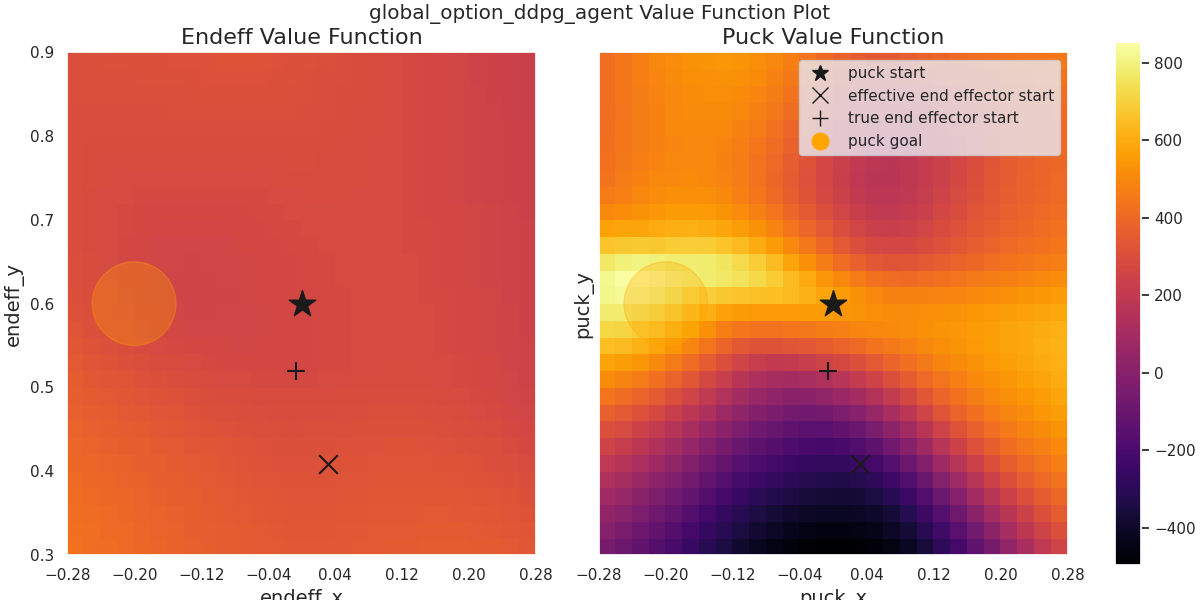 global_option_ddpg_agent Value Function Plot
Endeff Value Function
Puck Value Function
endeff_y
0.9
0.8
0.7
0.6
0.5
0.4
0.3
−0.28 −0.20 −0.12 −0.04 0.04 0.12 0.20 0.28
endeff_x
puck_y
puck start
effective end effector start
true end effector start
puck goal
−0.28 −0.20 −0.12 −0.04 0.04 0.12 0.20 0.28
puck_x
800
600
400
200
0
−200
−400